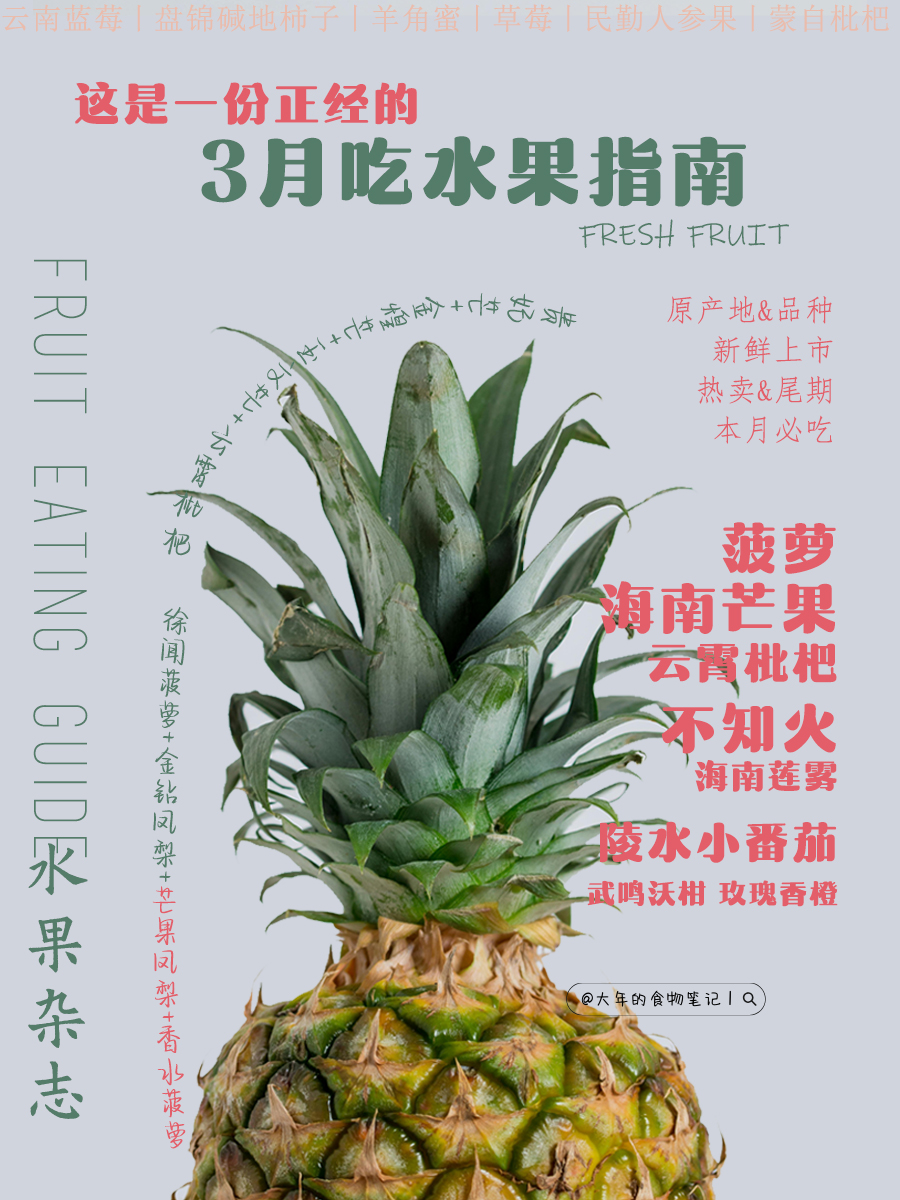 云南蓝莓丨盘锦碱地柿子丨羊角蜜丨草莓丨民勤人参果丨蒙自枇杷
这是一份正经的
3月吃水果指南
FRESH FRUIT
FRUIT EATING GUIDE
水果杂志
贵妃芒+金煌芒+玉汶芒+云霄枇杷
徐闻菠萝+金钻凤梨+芒果凤梨+香水菠萝
原产地&品种
新鲜上市
热卖&尾期
本月必吃
菠萝
海南芒果
云霄枇杷
不知火
海南莲雾
陵水小番茄
武鸣沃柑 玫瑰香橙
@大年的食物笔记丨